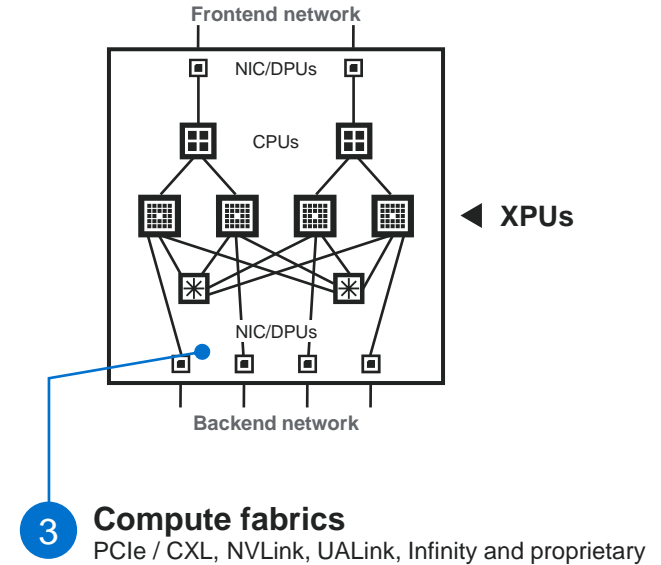 Frontend network
NIC/DPUs
CPUs
XPUs
NIC/DPUs
Backend network
3
Compute fabrics
PCIe / CXL, NVLink, UALink, Infinity and proprietary